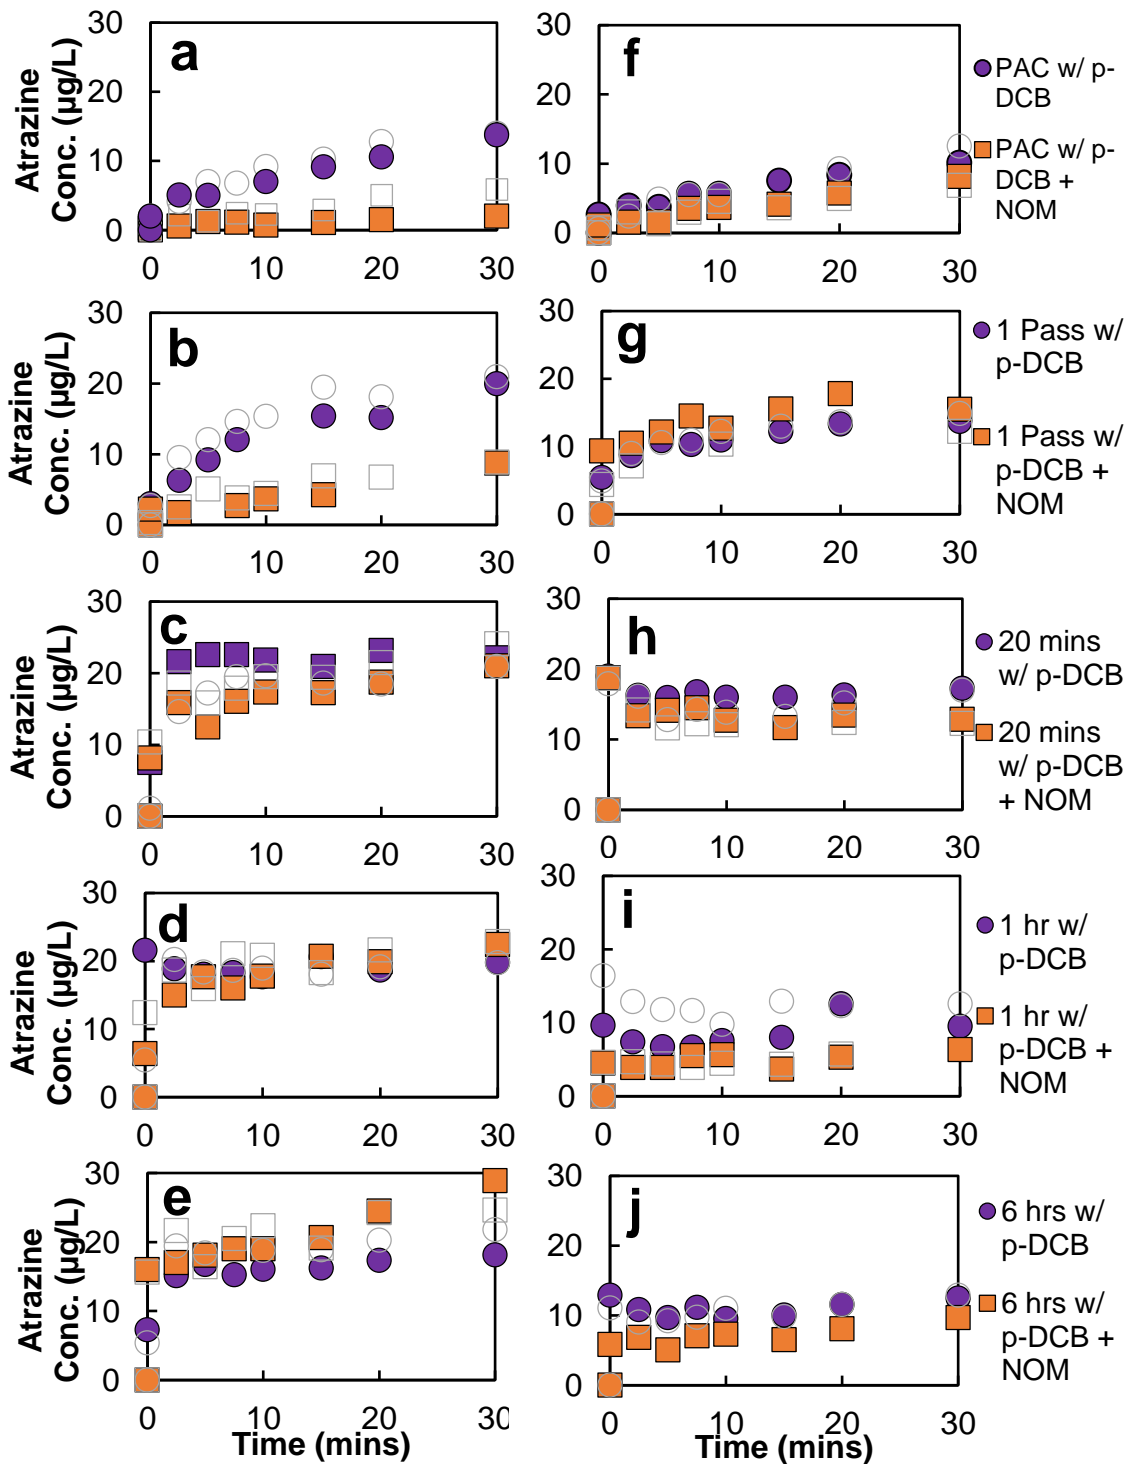 Atrazine
Conc. (µg/L)
30
20
10
0
a
0
10
20
30
30
20
10
0
f
0
10
20
30
PAC w/ p-
DCB
PAC w/ p-
DCB +
NOM
Atrazine
Conc. (µg/L)
30
20
10
0
b
0
10
20
30
30
20
10
0
g
0
10
20
30
1 Pass w/
p-DCB
1 Pass w/
p-DCB +
NOM
Atrazine
Conc. (µg/L)
30
20
10
0
c
0
10
20
30
30
20
10
0
h
0
10
20
30
20 mins
w/ p-DCB
20 mins
w/ p-DCB
+ NOM
Atrazine
Conc. (µg/L)
30
20
10
0
d
0
10
20
30
30
20
10
0
i
0
10
20
30
1 hr w/
p-DCB
1 hr w/
p-DCB +
NOM
Atrazine
Conc. (µg/L)
30
20
10
0
e
0
10
20
30
Time (mins)
30
20
10
0
j
0
10
20
30
Time (mins)
6 hrs w/
p-DCB
6 hrs w/
p-DCB +
NOM